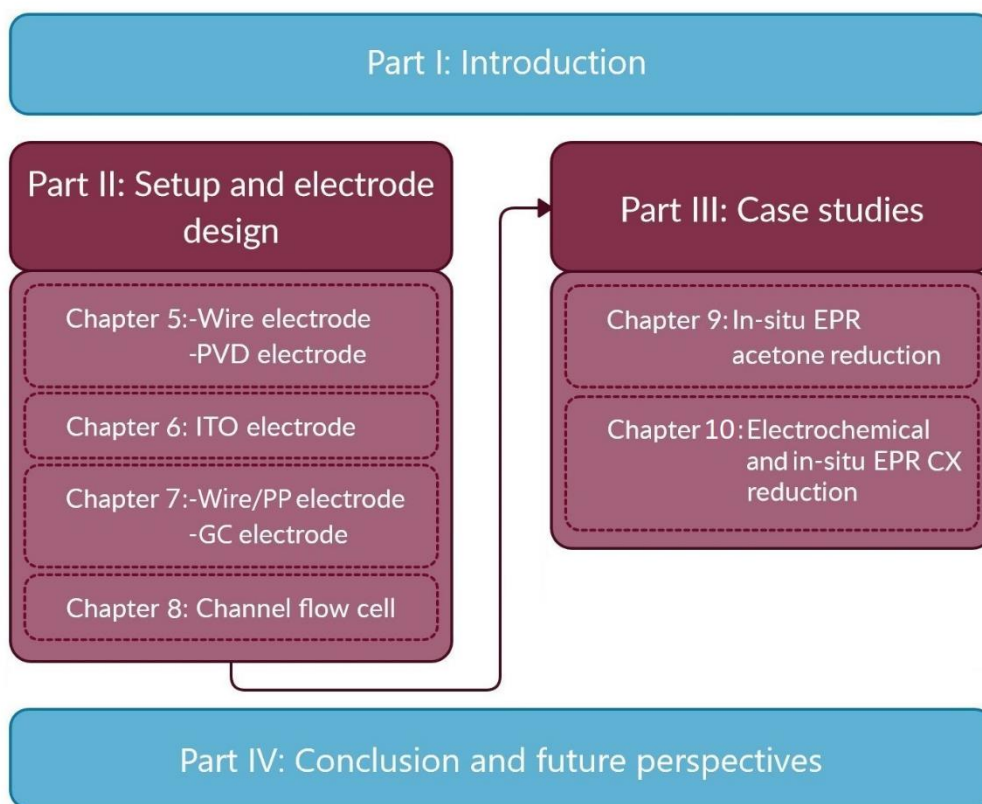 Part I: Introduction
Part II: Setup and electrode
design
Chapter 5:-Wire electrode
-PVD electrode
Chapter 6: ITO electrode
Chapter 7:-Wire/PP electrode
-GC electrode
Chapter 8: Channel flow cell
Part III: Case studies
Chapter 9: In-situ EPR
acetone reduction
Chapter 10: Electrochemical
and in-situ EPR CX
reduction
Part IV: Conclusion and future perspectives